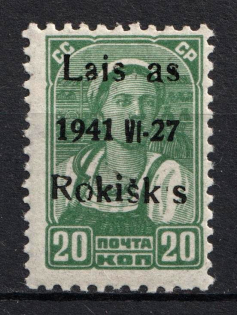 СС СР
Lais as
1941 VI-27
Rokišk s
20 ПОЧТА 20
КОП